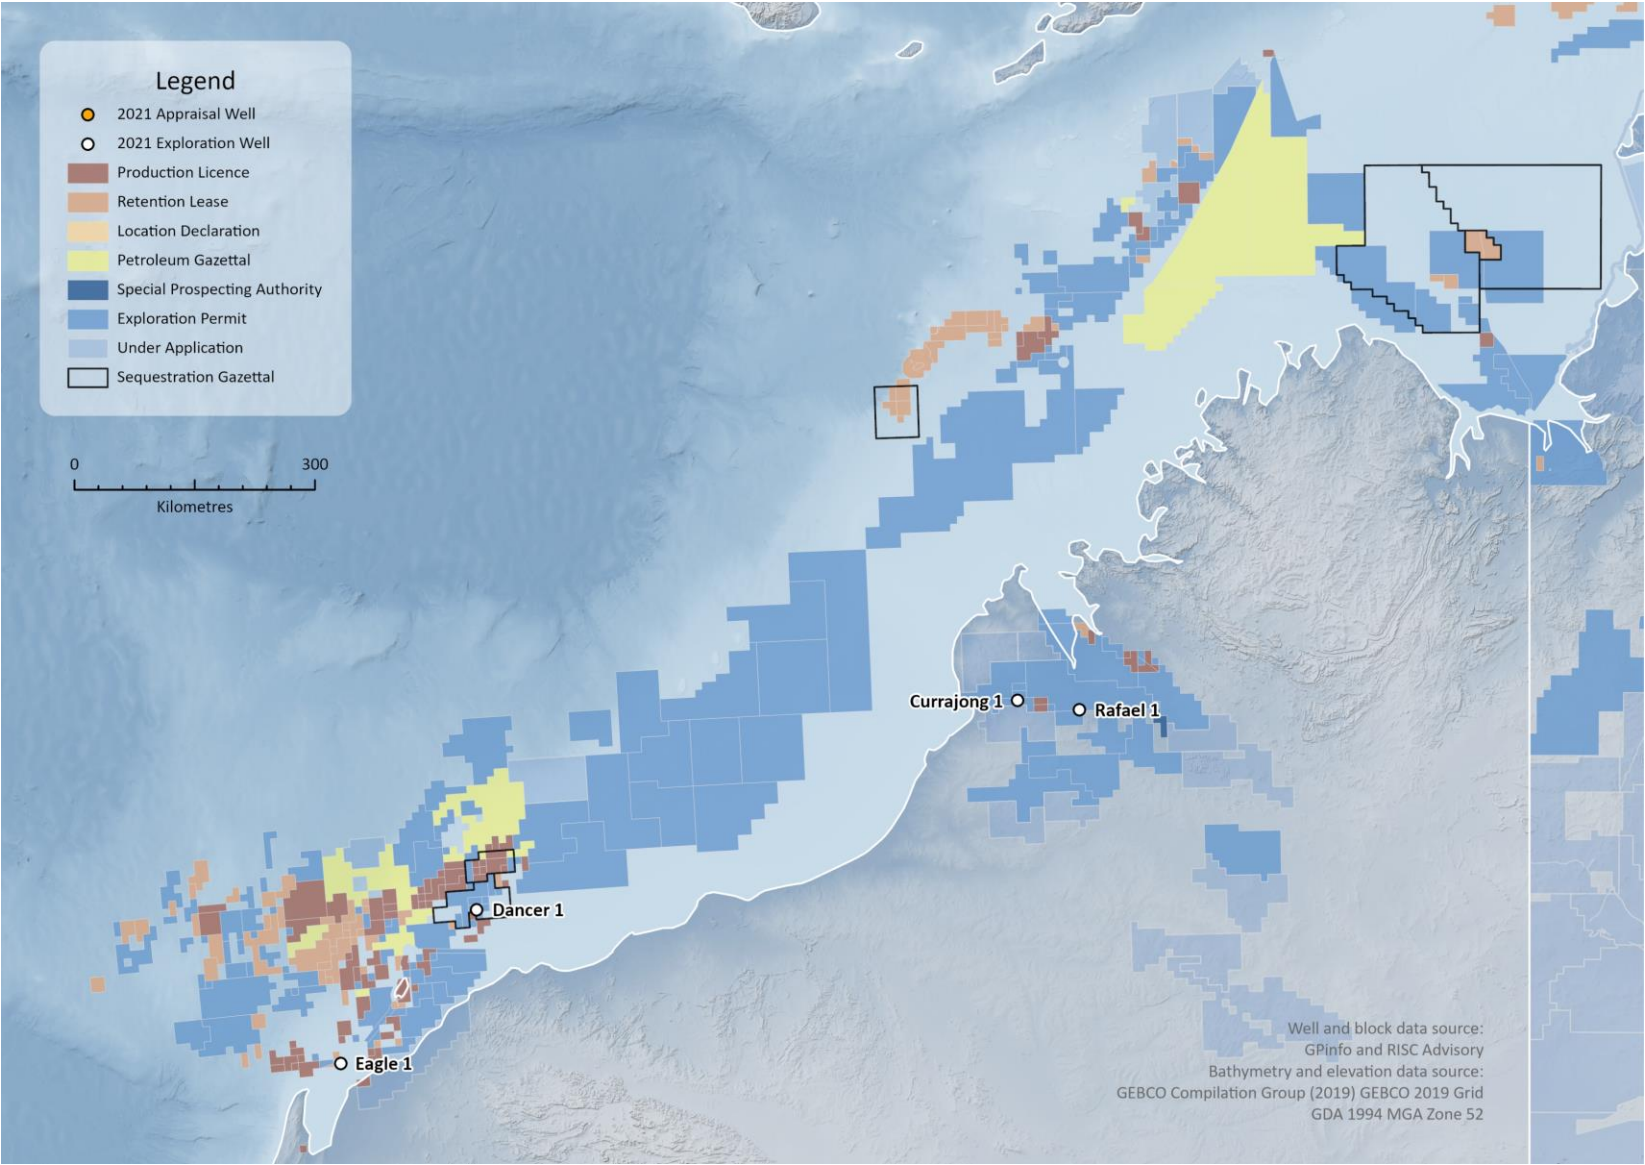 Legend
2021 Appraisal Well
2021 Exploration Well
Production Licence
Retention Lease
Location Declaration
Petroleum Gazettal
Special Prospecting Authority
Exploration Permit
Under Application
Sequestration Gazettal
0 300
Kilometres
Currajong 1
Rafael 1
Dancer 1
Eagle 1
Well and block data source:
GPinfo and RISC Advisory
Bathymetry and elevation data source:
GEBCO Compilation Group (2019) GEBCO 2019 Grid
GDA 1994 MGA Zone 52